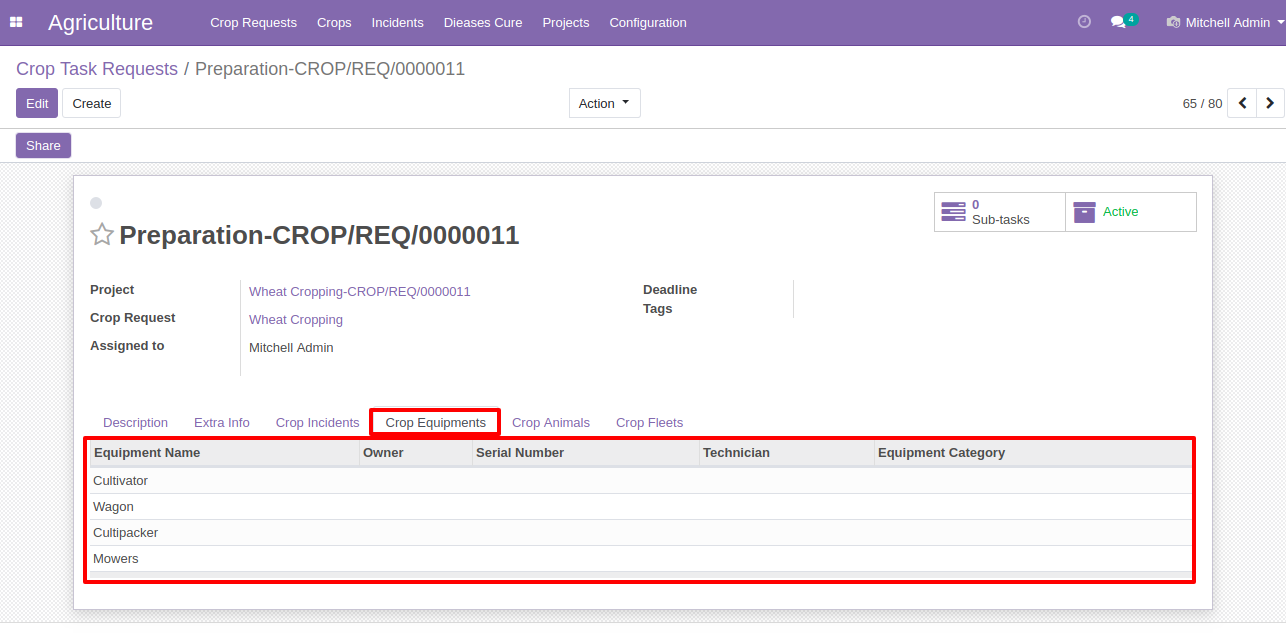 Agriculture Crop Requests Crops Incidents Dieases Cure Projects Configuration 4 Mitchell Admin
Crop Task Requests / Preparation-CROP/REQ/0000011
Edit Create Action 65 / 80
Share
0
Sub-tasks
Active
Preparation-CROP/REQ/0000011
Project Wheat Cropping-CROP/REQ/0000011
Crop Request Wheat Cropping
Assigned to Mitchell Admin
Deadline
Tags
Description Extra Info Crop Incidents Crop Equipments Crop Animals Crop Fleets
Equipment Name Owner Serial Number Technician Equipment Category
Cultivator
Wagon
Cultipacker
Mowers